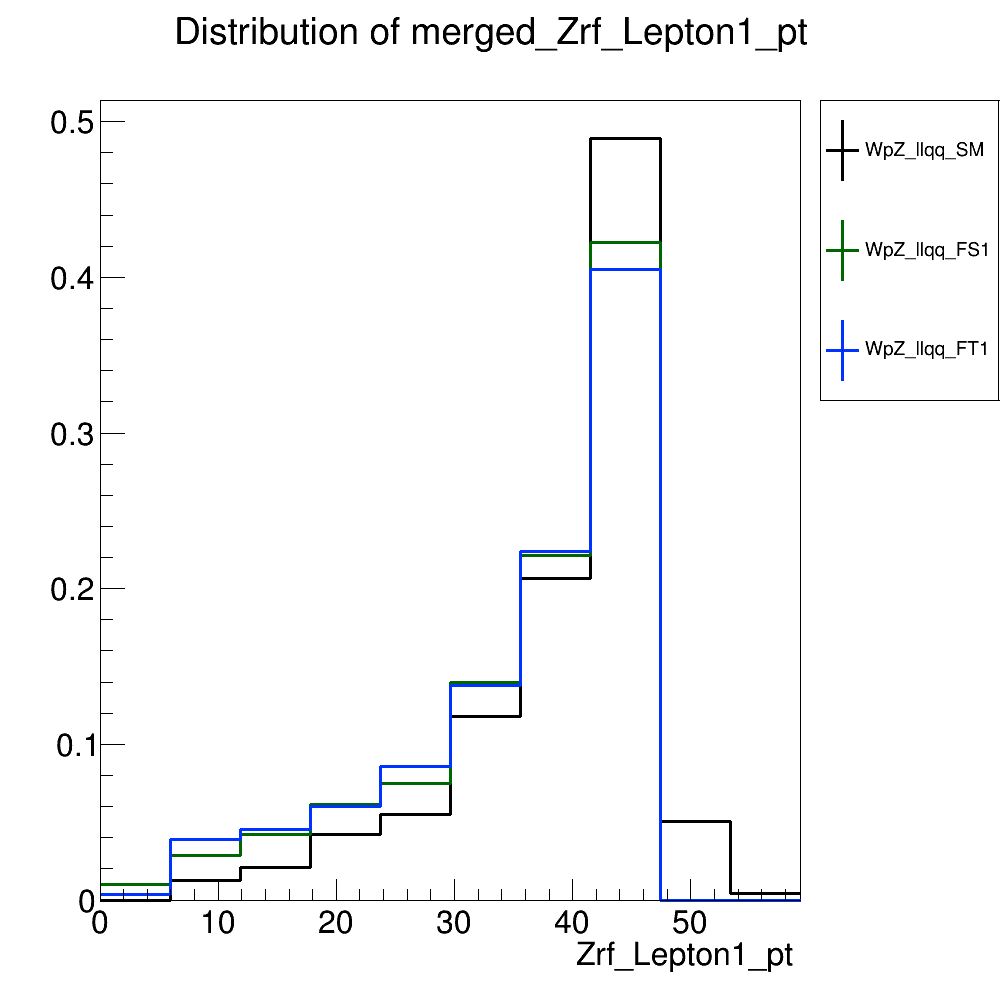 Distribution of merged_Zrf_Lepton1_pt
0.5
0.4
0.3
0.2
0.1
0
0 10 20 30 40 50
Zrf_Lepton1_pt
WpZ_llqq_SM
WpZ_llqq_FS1
WpZ_llqq_FT1